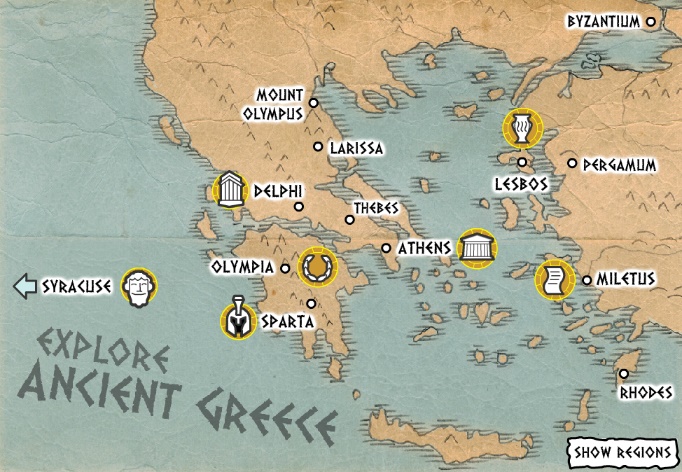 BYZANTIUM
MOUNT
OLYMPUS
LARISSA
PERGAMUM
LESBOS
DELPHI
THEBES
ATHENS
OLYMPIA
MILETUS
SYRACUSE
SPARTA
EXPLORE
ANCIENT GREECE
RHODES
SHOW REGIONS